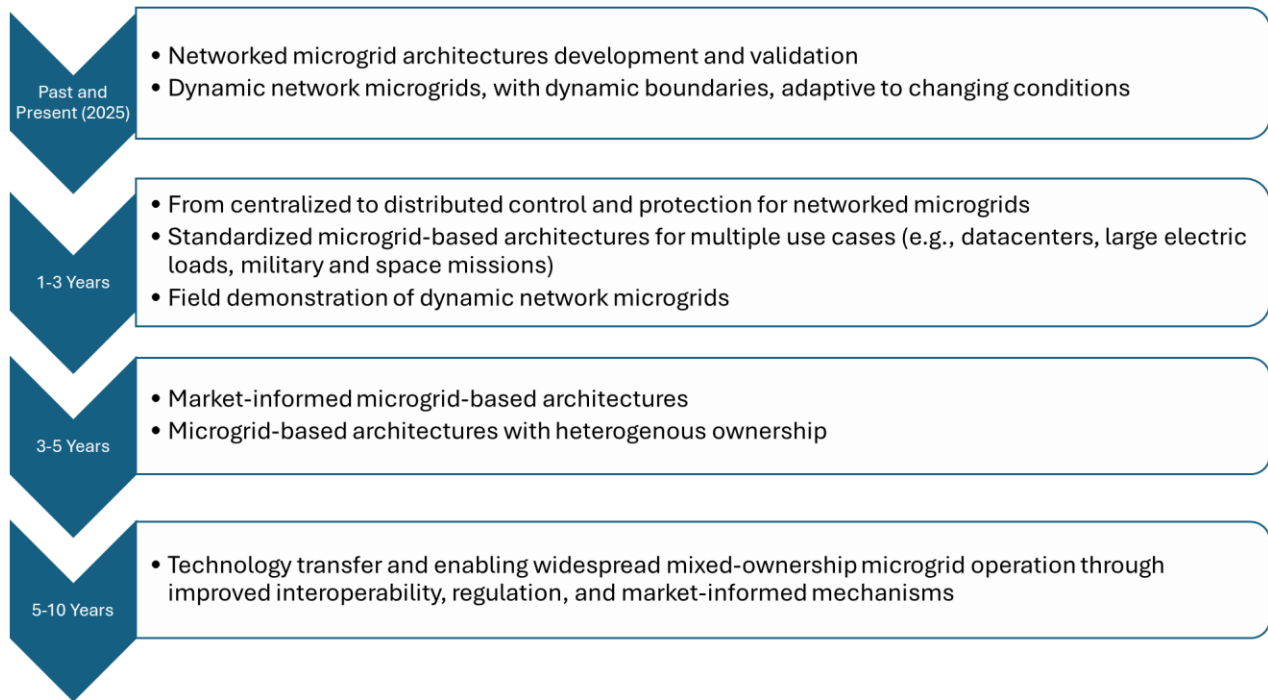 Past and
Present (2025)
• Networked microgrid architectures development and validation
• Dynamic network microgrids, with dynamic boundaries, adaptive to changing conditions
1-3 Years
• From centralized to distributed control and protection for networked microgrids
• Standardized microgrid-based architectures for multiple use cases (e.g., datacenters, large electric
loads, military and space missions)
• Field demonstration of dynamic network microgrids
3-5 Years
• Market-informed microgrid-based architectures
• Microgrid-based architectures with heterogenous ownership
5-10 Years
• Technology transfer and enabling widespread mixed-ownership microgrid operation through
improved interoperability, regulation, and market-informed mechanisms